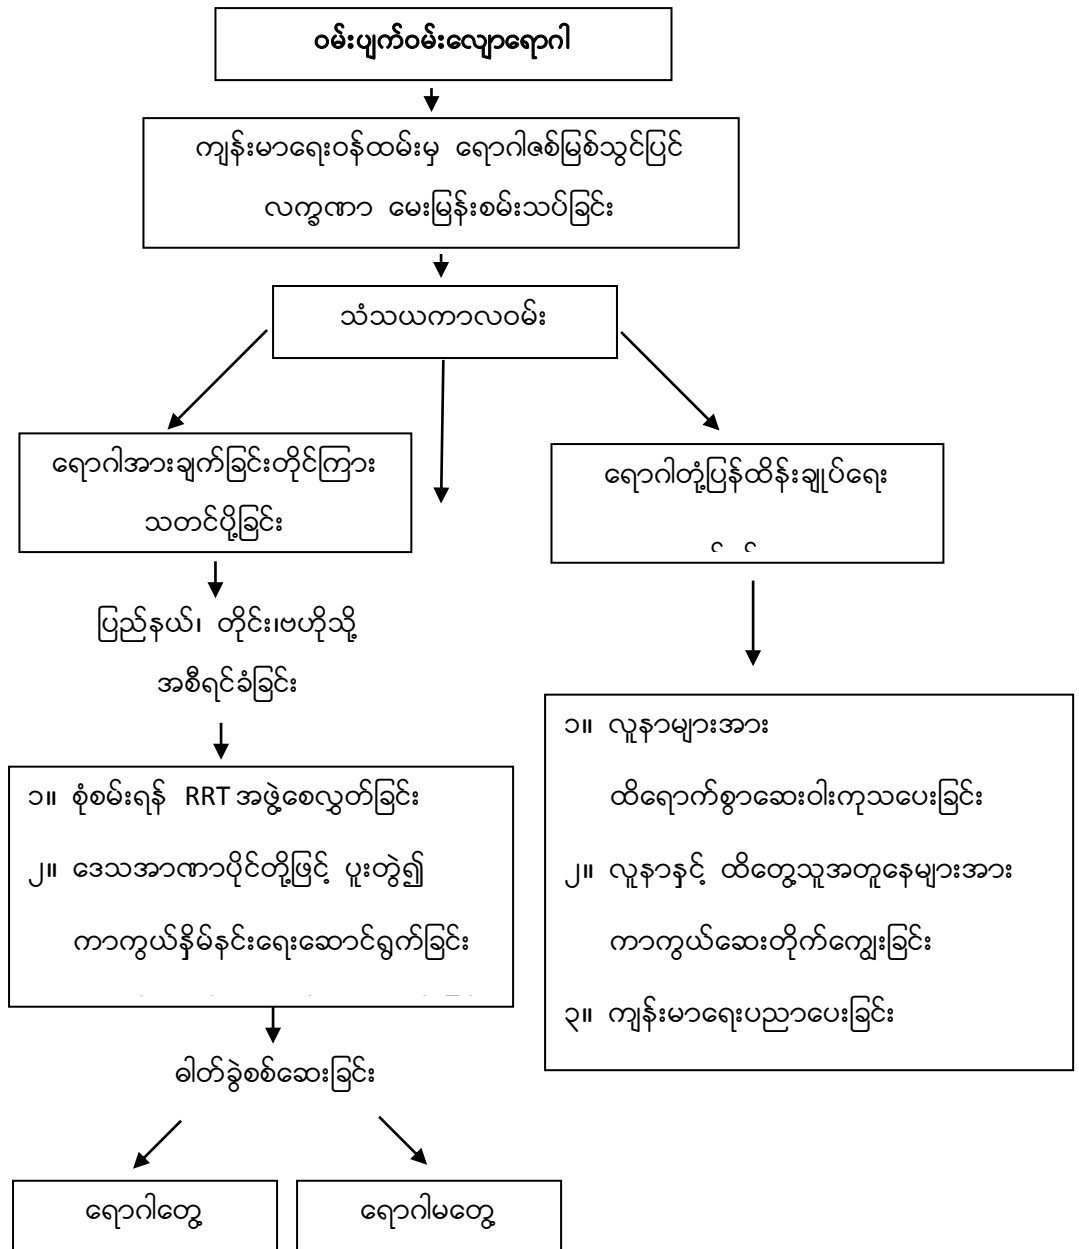 ဝမ်းပျက်ဝမ်းလျောရောဂါ
ကျန်းမာရေးဝန်ထမ်းမှ ရောဂါဇစ်မြစ်သွင်ပြင်
လက္ခဏာ မေးမြန်းစမ်းသပ်ခြင်း
သံသယကာလဝမ်း
ရောဂါအားချက်ခြင်းတိုင်ကြား
သတင်ပို့ခြင်း
ပြည်နယ်၊ တိုင်း၊ဗဟိုသို့
အစီရင်ခံခြင်း
၁။ စုံစမ်းရန် RRT အဖွဲ့စေလွှတ်ခြင်း
၂။ ဒေသအာဏာပိုင်တို့ဖြင့် ပူးတွဲ၍
ကာကွယ်နှိမ်နင်းရေးဆောင်ရွက်ခြင်း
ဓါတ်ခွဲစစ်ဆေးခြင်း
ရောဂါတွေ့
ရောဂါမတွေ့
ရောဂါတုံ့ပြန်ထိန်းချုပ်ရေး
၁။ လူနာများအား
ထိရောက်စွာဆေးဝါးကုသပေးခြင်း
၂။ လူနာနှင့် ထိတွေ့သူအတူနေများအား
ကာကွယ်ဆေးတိုက်ကျွေးခြင်း
၃။ ကျန်းမာရေးပညာပေးခြင်း